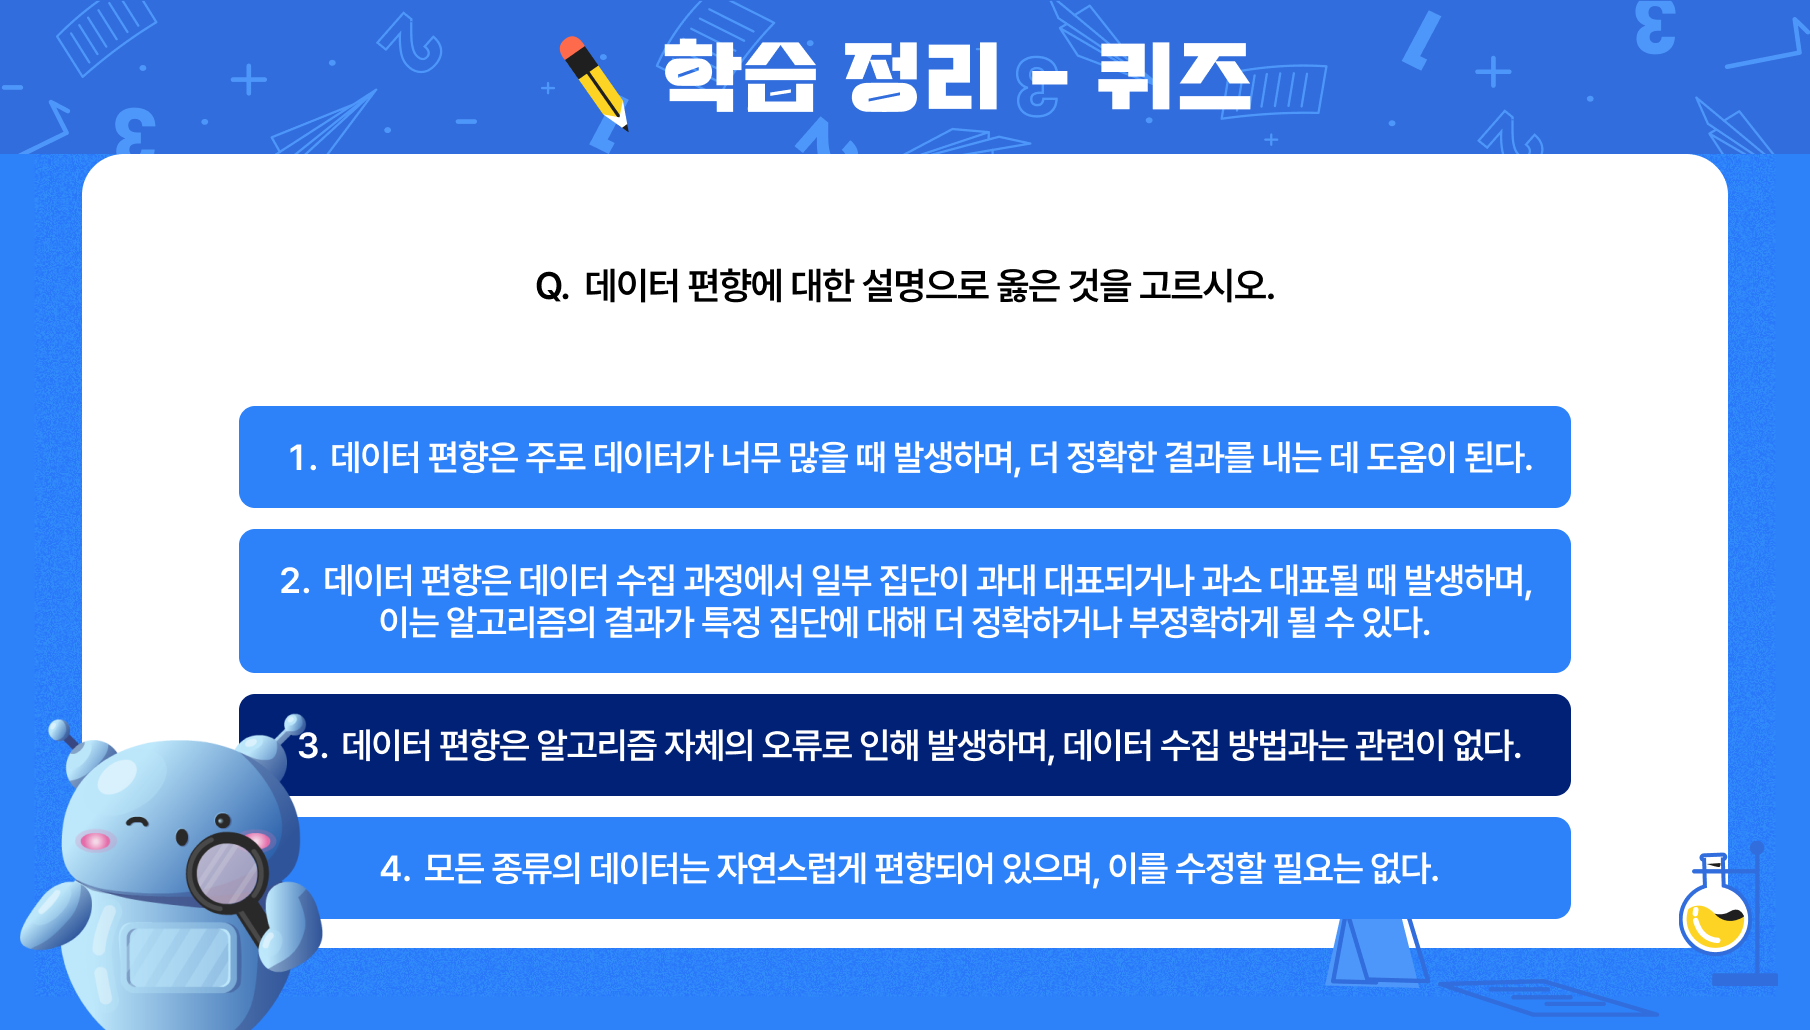 학습 정리 - 퀴즈
Q. 데이터 편향에 대한 설명으로 옳은 것을 고르시오.
1. 데이터 편향은 주로 데이터가 너무 많을 때 발생하며, 더 정확한 결과를 내는 데 도움이 된다.
2. 데이터 편향은 데이터 수집 과정에서 일부 집단이 과대 대표되거나 과소 대표될 때 발생하며,
이는 알고리즘의 결과가 특정 집단에 대해 더 정확하거나 부정확하게 될 수 있다.
3. 데이터 편향은 알고리즘 자체의 오류로 인해 발생하며, 데이터 수집 방법과는 관련이 없다.
4. 모든 종류의 데이터는 자연스럽게 편향되어 있으며, 이를 수정할 필요는 없다.